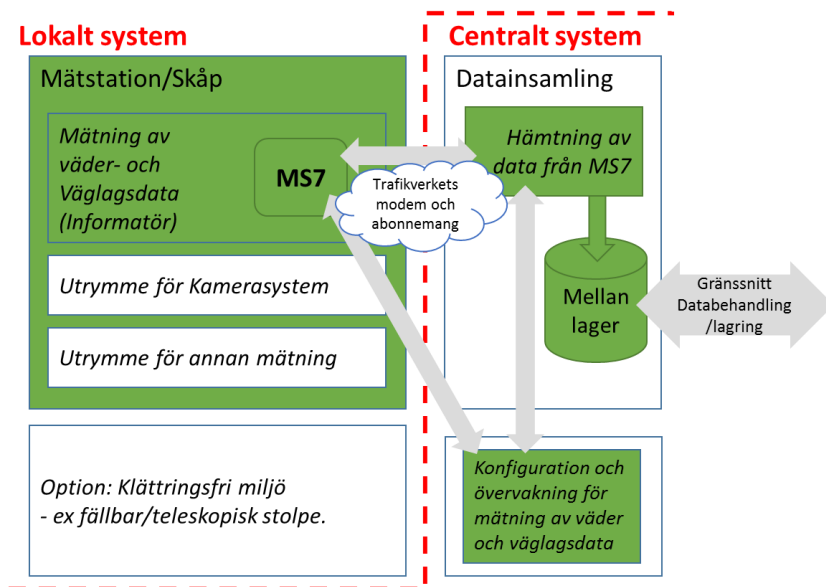 Lokalt system
Mätstation/Skåp
Mätning av
väder- och
Väglagsdata
(Informatör)
MS7
Utrymme för Kamerasystem
Utrymme för annan mätning
Option: Klättringsfri miljö
- ex fällbar/teleskopisk stolpe.
Trafikverkets
modem och
abonnemang
Centralt system
Datainsamling
Hämtning av
data från MS7
Mellan
lager
Gränssnitt
Databehandling
/lagring
Konfiguration och
övervakning för
mätning av väder
och väglagsdata